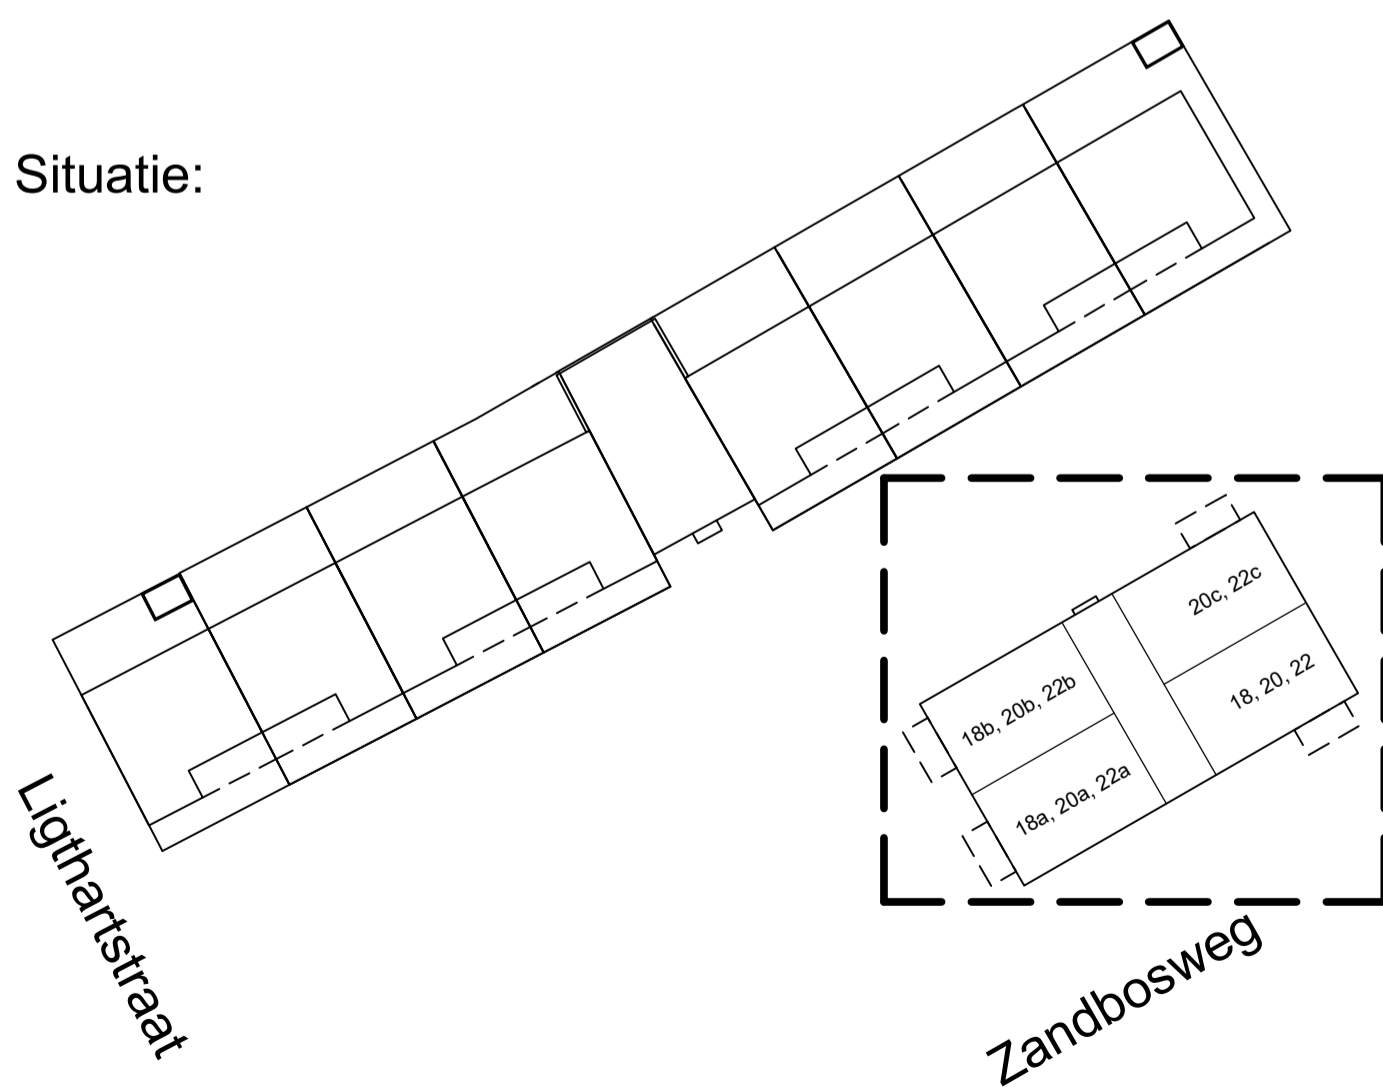 Situatie:
20c, 22c
18, 20, 22
18b, 20b, 22b
18a, 20a, 22a
Ligthartstraat
Zandbosweg